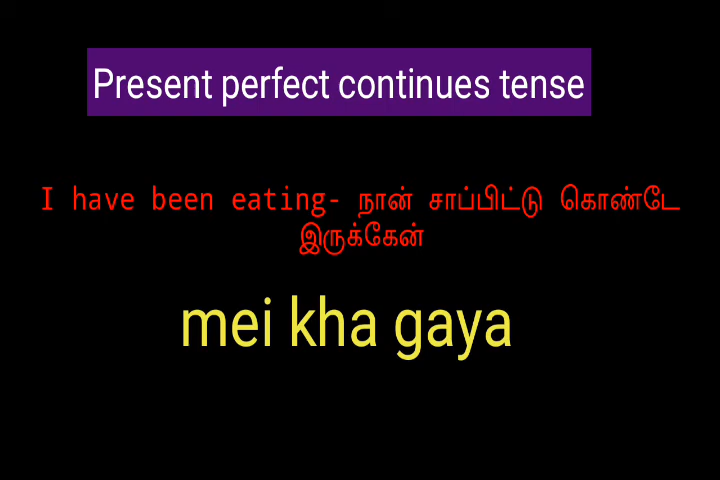 Present perfect continues tense
I have been eating- நான் சாப்பிட்டு கொண்டே
இருக்கேன்
mei kha gaya